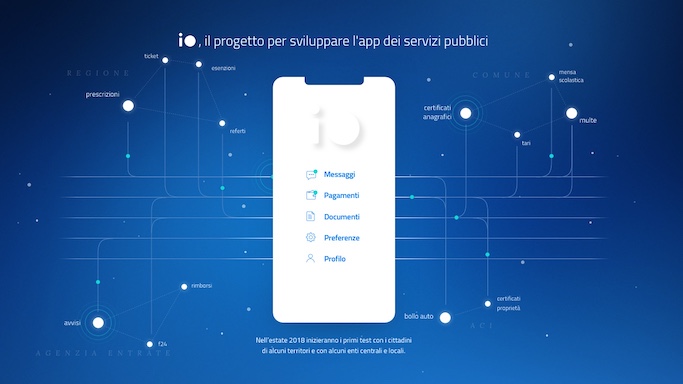 io, il progetto per sviluppare l'app dei servizi pubblici
REGIONE
ticket
esenzioni
prescrizioni
referti
COMUNE
mensa
scolastica
certificati
anagrafici
multe
tari
io
Messaggi
Pagamenti
Documenti
Preferenze
Profilo
rimborsi
avvisi
f24
AGENZIA ENTRATE
certificati
proprietà
bollo auto
ACI
Nell'estate 2018 inizieranno i primi test con i cittadini
di alcuni territori e con alcuni enti centrali e locali.